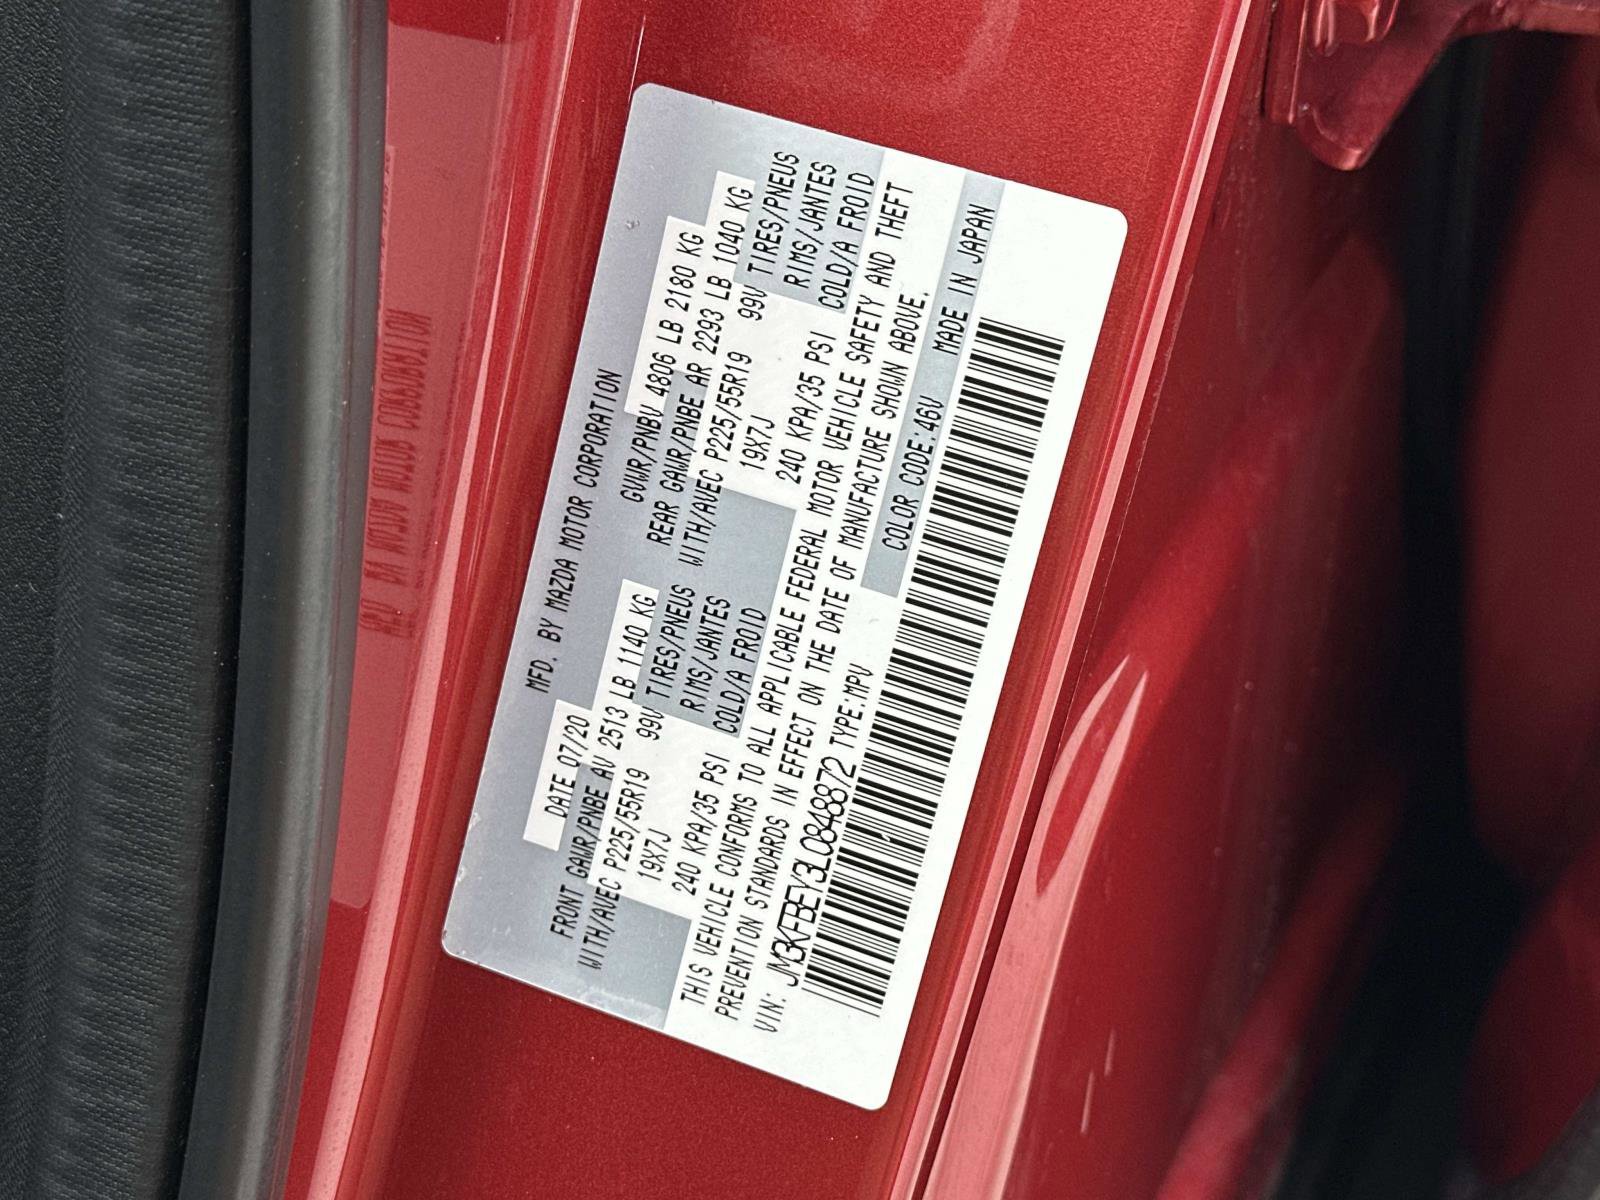 MFD. BY MAZDA MOTOR CORPORATION
DATE 07/20 GVWR/PNBV 4806 LB 2180 KG
FRONT GAWR/PNBE AV 2513 LB 1140 KG REAR GAWR/PNBE AR 2293 LB 1040 KG
WITH/AVEC P225/55R19 99V TIRES/PNEUS WITH/AVEC P225/55R19 99V TIRES/PNEUS
19X7J RIMS/JANTES 19X7J RIMS/JANTES
240 KPA/35 PSI COLD/A FROID 240 KPA/35 PSI COLD/A FROID
THIS VEHICLE CONFORMS TO ALL APPLICABLE FEDERAL MOTOR VEHICLE SAFETY AND THEFT
PREVENTION STANDARDS IN EFFECT ON THE DATE OF MANUFACTURE SHOWN ABOVE.
VIN: JM3KFBEY3L0848872 TYPE:MPV COLOR CODE:46V MADE IN JAPAN